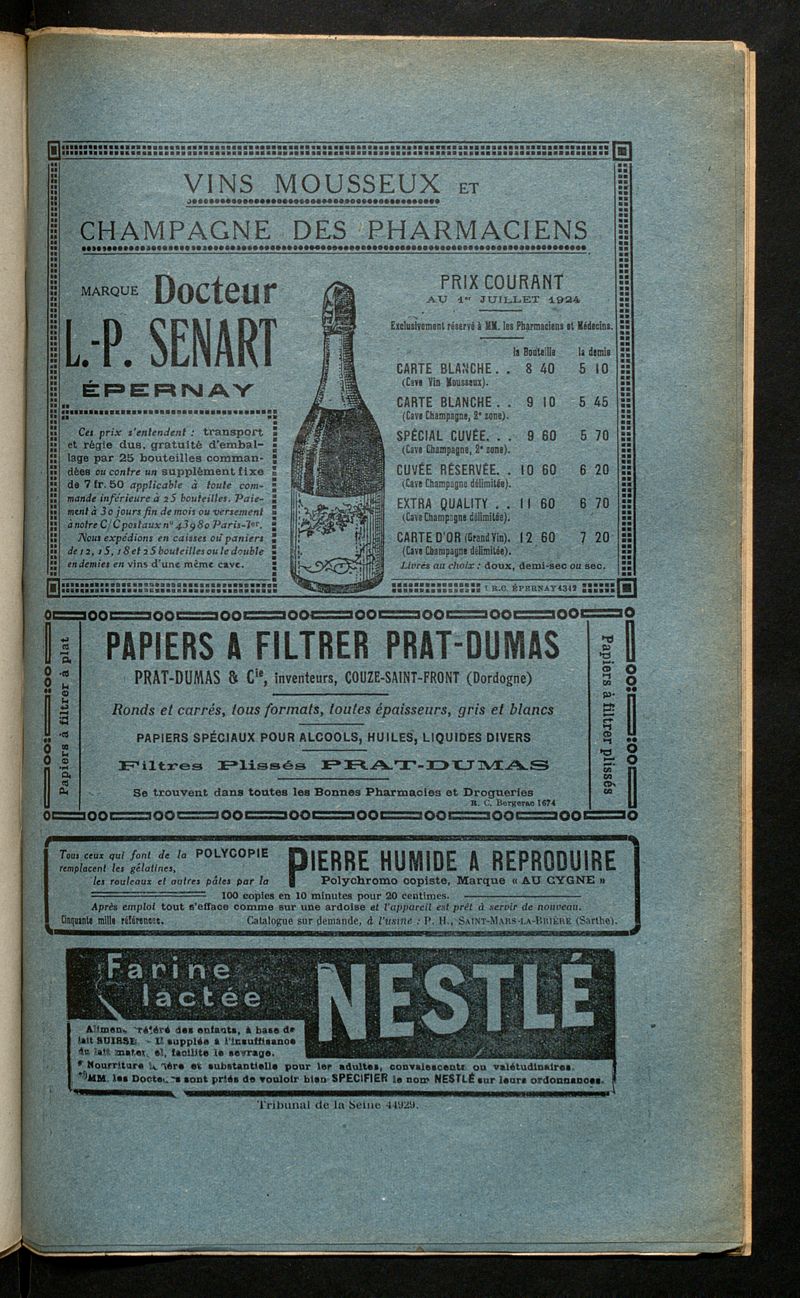 VINS MOUSSEUX ET
CHAMPAGNE DES PHARMACIENS
MARQUE Docteur
L.-P. SENART
ÉPERNAY
Ces prix s'entendent : transport
et régie dus, gratuité d'embal-
lage par 25 bouteilles comman-
dées ou contre un supplément fixe
de 7 fr. 50 applicable à toute com-
mande inférieure à 25 bouteilles. Paie-
ment à 30 jours fin de mois ou versement
à notre C/C postaux n° 43980 Paris-1er.
Nous expédions en caisses ou paniers
de 12, 15, 18 et 25 bouteilles ou le double
en demies en vins d'une même cave.
PRIX COURANT
AU 1er JUILLET 1924
Exclusivement réservé à MM. les Pharmaciens et Médecins.
la Bouteille la demie
CARTE BLANCHE. . 8 40 5 10
(Cave Vin Mousseux).
CARTE BLANCHE. . 9 10 5 45
(Cave Champagne, 2e zone).
SPÉCIAL CUVÉE. . . 9 60 5 70
(Cave Champagne, 2e zone).
CUVÉE RÉSERVÉE. . 10 60 6 20
(Cave Champagne délimitée).
EXTRA QUALITY . . 11 60 6 70
(Cave Champagne délimitée).
CARTE D'OR (Grand Vin). 12 60 7 20
(Cave Champagne délimitée).
Livrés au choix : doux, demi-sec ou sec.
R.C. ÉPERNAY 4342
Papiers à filtrer à plat
PAPIERS A FILTRER PRAT-DUMAS
PRAT-DUMAS & Cie, inventeurs, COUZE-SAINT-FRONT (Dordogne)
Ronds et carrés, tous formats, toutes épaisseurs, gris et blancs
PAPIERS SPÉCIAUX POUR ALCOOLS, HUILES, LIQUIDES DIVERS
Filtres Plissés PRAT-DUMAS
Se trouvent dans toutes les Bonnes Pharmacies et Drogueries
R. C. Bergerac 1674
Papiers à filtrer plissés
Tous ceux qui font de la POLYCOPIE
remplacent les gélatines,
les rouleaux et autres pâtes par la
PIERRE HUMIDE A REPRODUIRE
Polychromo copiste, Marque « AU CYGNE »
100 copies en 10 minutes pour 20 centimes.
Après emploi tout s'efface comme sur une ardoise et l'appareil est prêt à servir de nouveau.
Cinquante mille références. Catalogue sur demande, à l'usine : P. H., SAINT-MARS-LA-BRIÈRE (Sarthe).
Farine
lactée
NESTLÉ
Aliment préféré des enfants, à base de
lait SUISSE. - Il supplée à l'insuffisance
du lait maternel, facilite le sevrage.
Nourriture légère et substantielle pour les adultes, convalescents ou valétudinaires.
MM. les Docteurs sont priés de vouloir bien SPECIFIER le nom NESTLÉ sur leurs ordonnances.
Tribunal de la Seine 44929.